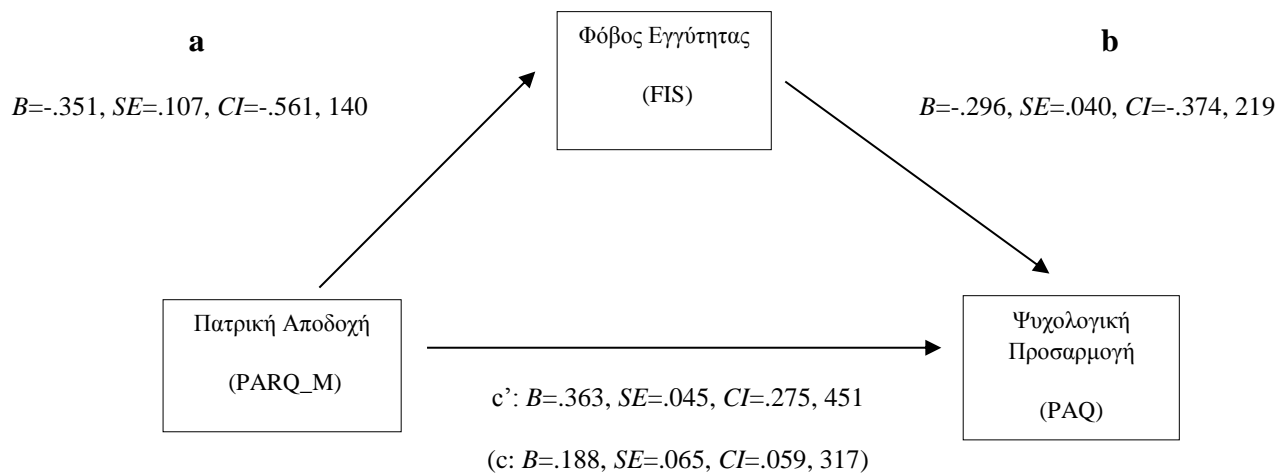 a
B=-.351, SE=.107, CI=-.561, 140
Φόβος Εγγύτητας
(FIS)
b
B=-.296, SE=.040, CI=-.374, 219
Πατρική Αποδοχή
(PARQ_M)
Ψυχολογική
Προσαρμογή
(PAQ)
c’: B=.363, SE=.045, CI=.275, 451
(c: B=.188, SE=.065, CI=.059, 317)